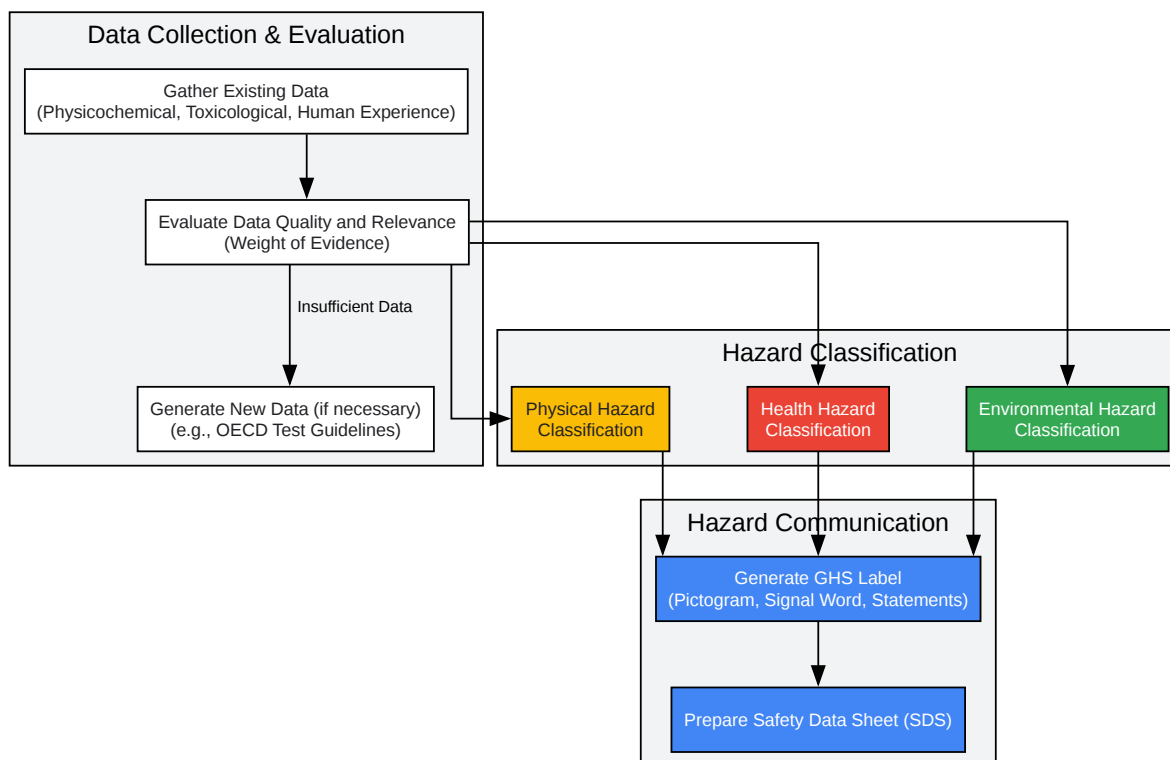 Data Collection & Evaluation
Gather Existing Data
(Physicochemical, Toxicological, Human Experience)
Evaluate Data Quality and Relevance
(Weight of Evidence)
Insufficient Data
Generate New Data (if necessary)
(e.g., OECD Test Guidelines)
Hazard Classification
Physical Hazard
Classification
Health Hazard
Classification
Environmental Hazard
Classification
Hazard Communication
Generate GHS Label
(Pictogram, Signal Word, Statements)
Prepare Safety Data Sheet (SDS)